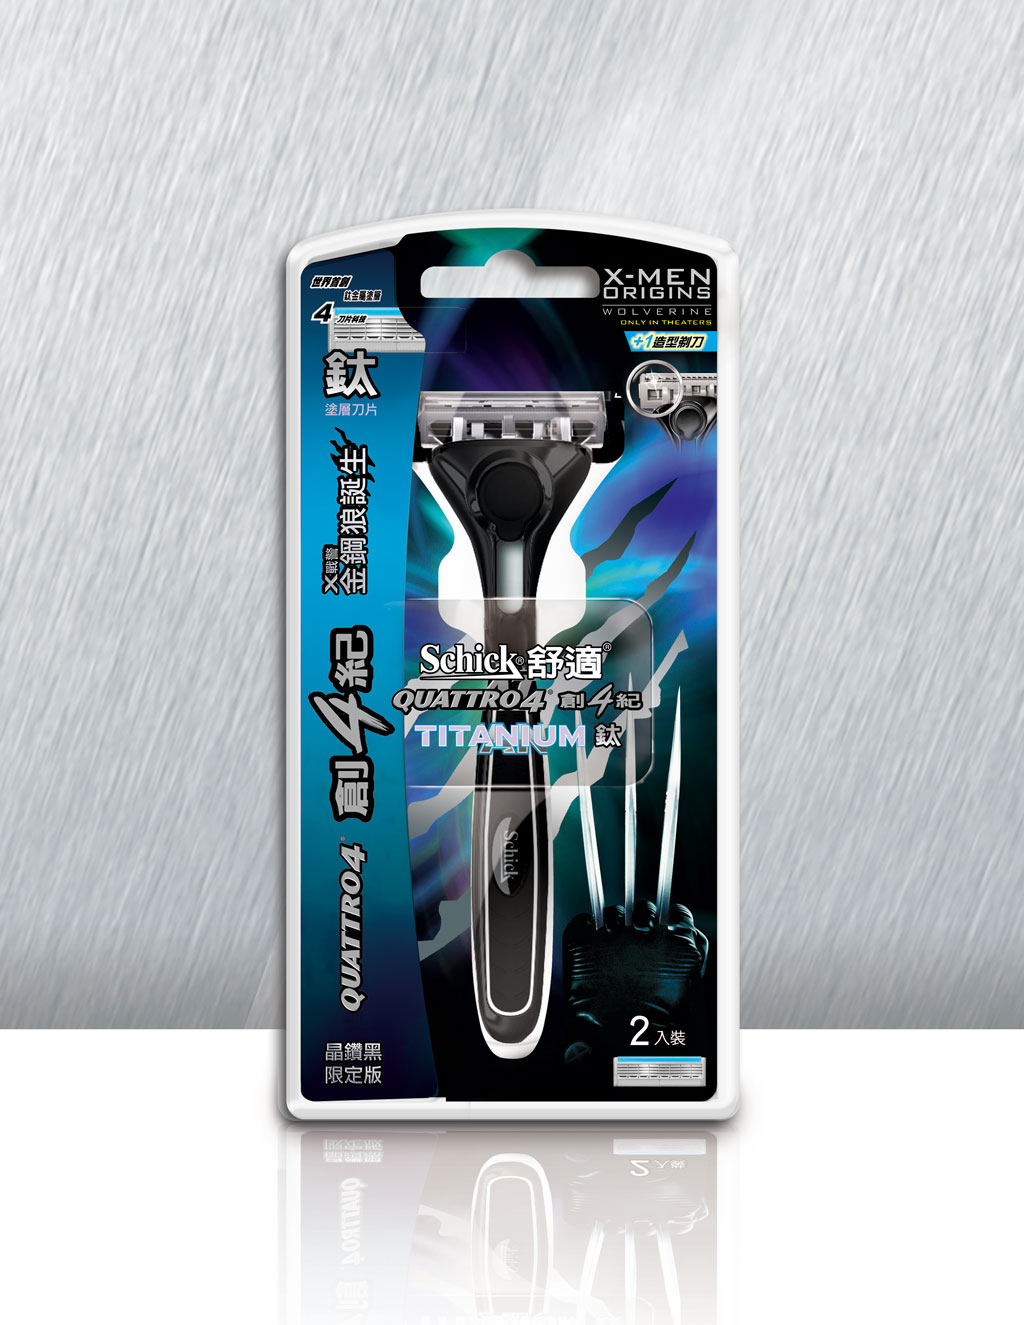 世界首創
鈦金屬塗層
4 刀片科技
鈦
塗層刀片
X戰警
金鋼狼誕生
創4紀
QUATTRO4®
晶鑽黑
限定版
X-MEN
ORIGINS
WOLVERINE
ONLY IN THEATERS
+1造型剃刀
Schick®舒適®
QUATTRO4® 創4紀
TITANIUM 鈦
Schick
2入裝